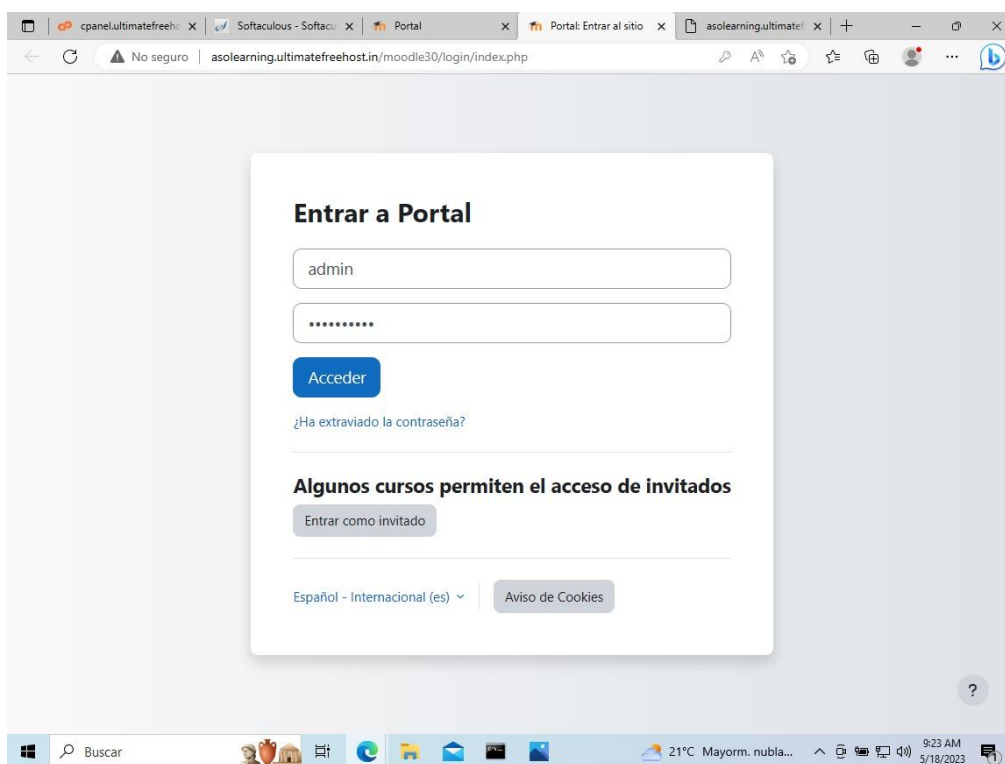 cpanel.ultimatefreeho
Softaculous - Softacu
Portal
Portal: Entrar al sitio
asolearning.ultimatef
No seguro
asolearning.ultimatefreehost.in/moodle30/login/index.php
Entrar a Portal
admin
Acceder
¿Ha extraviado la contraseña?
Algunos cursos permiten el acceso de invitados
Entrar como invitado
Español - Internacional (es)
Aviso de Cookies
?
Buscar
21°C Mayorm. nubla...
9:23 AM
5/18/2023